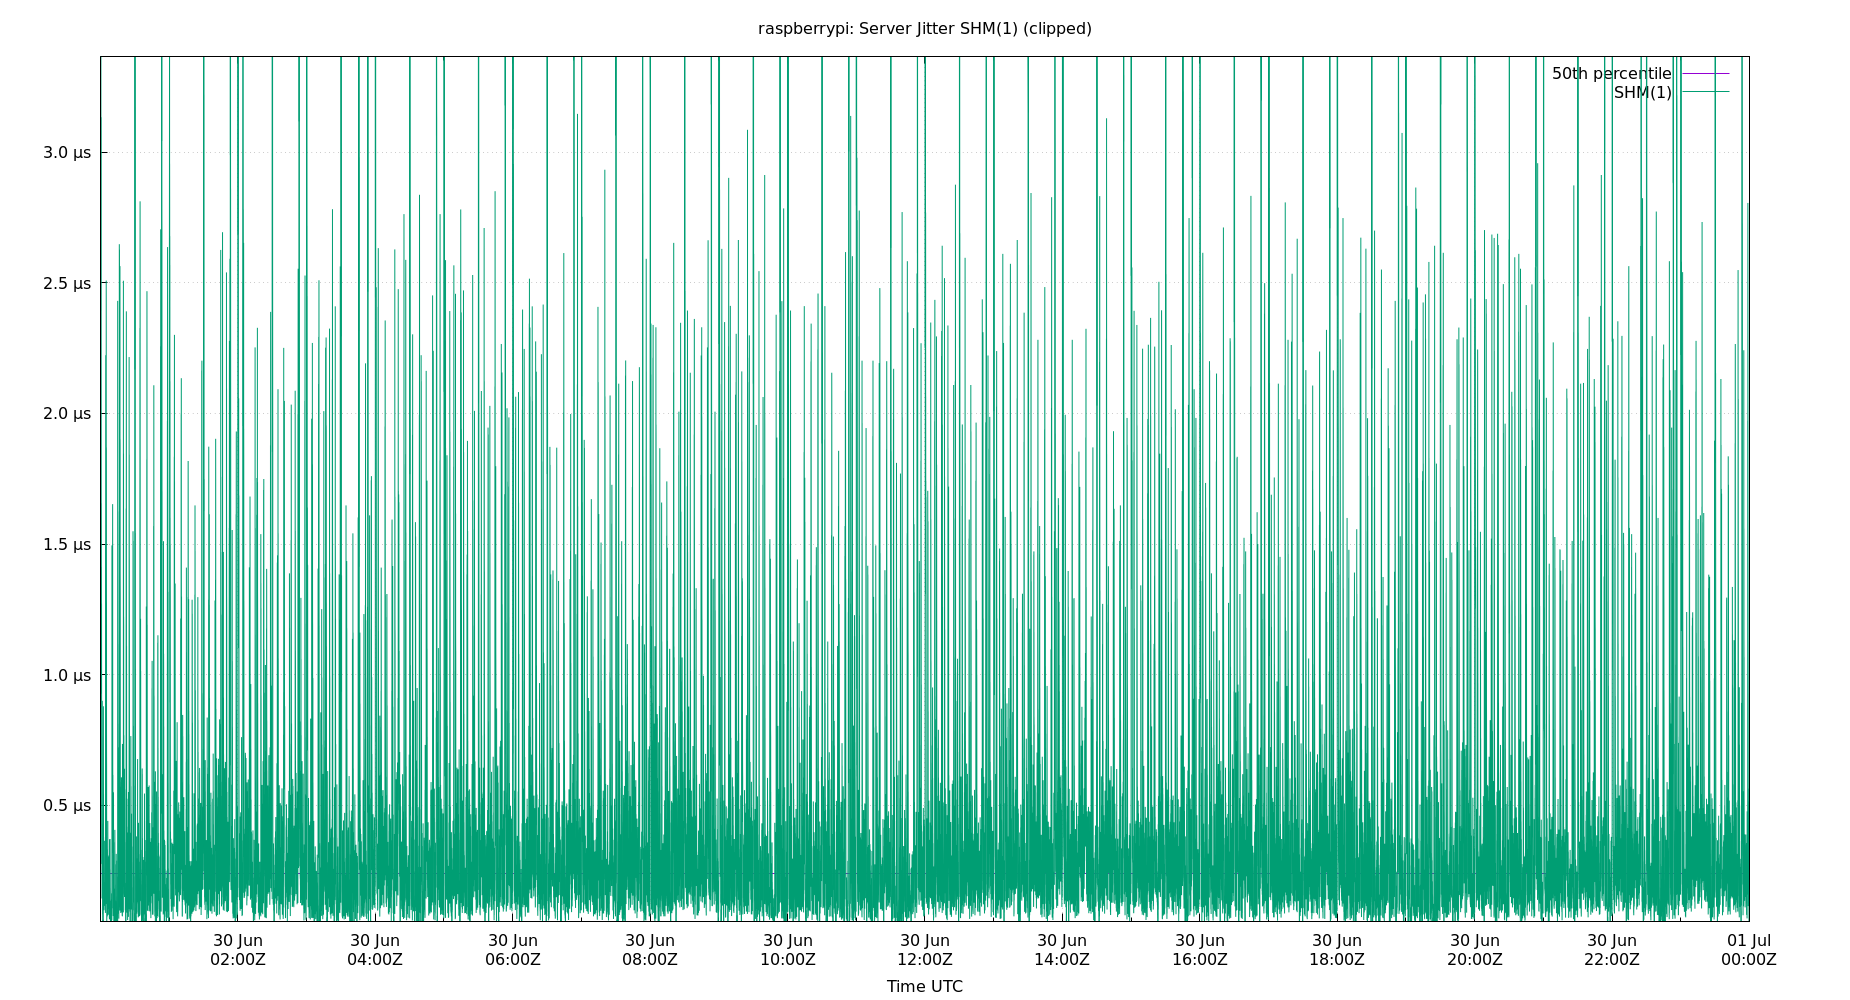 raspberrypi: Server Jitter SHM(1) (clipped)
50th percentile
SHM(1)
3.0 µs
2.5 µs
2.0 µs
1.5 µs
1.0 µs
0.5 µs
30 Jun 30 Jun 30 Jun 30 Jun 30 Jun 30 Jun 30 Jun 30 Jun 30 Jun 30 Jun 30 Jun 01 Jul
02:00Z 04:00Z 06:00Z 08:00Z 10:00Z 12:00Z 14:00Z 16:00Z 18:00Z 20:00Z 22:00Z 00:00Z
Time UTC